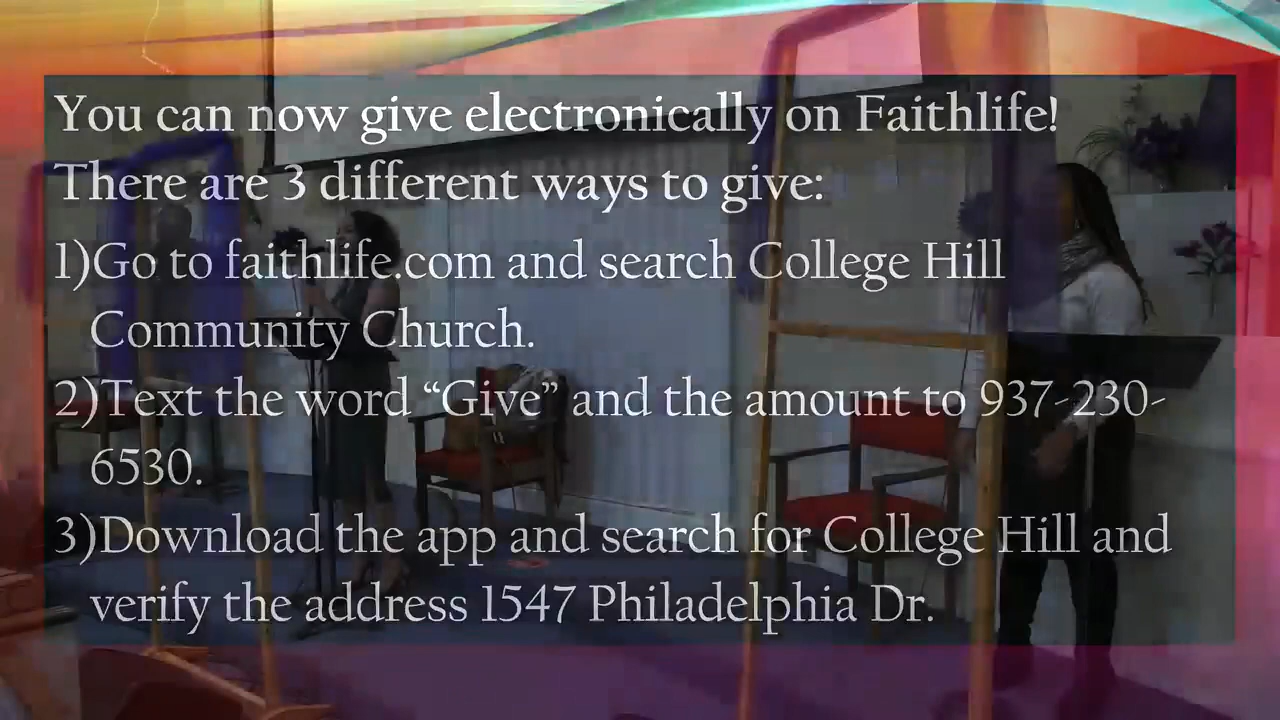 You can now give electronically on Faithlife!
There are 3 different ways to give:
1)Go to faithlife.com and search College Hill
Community Church.
2)Text the word “Give” and the amount to 937-230-
6530.
3)Download the app and search for College Hill and
verify the address 1547 Philadelphia Dr.